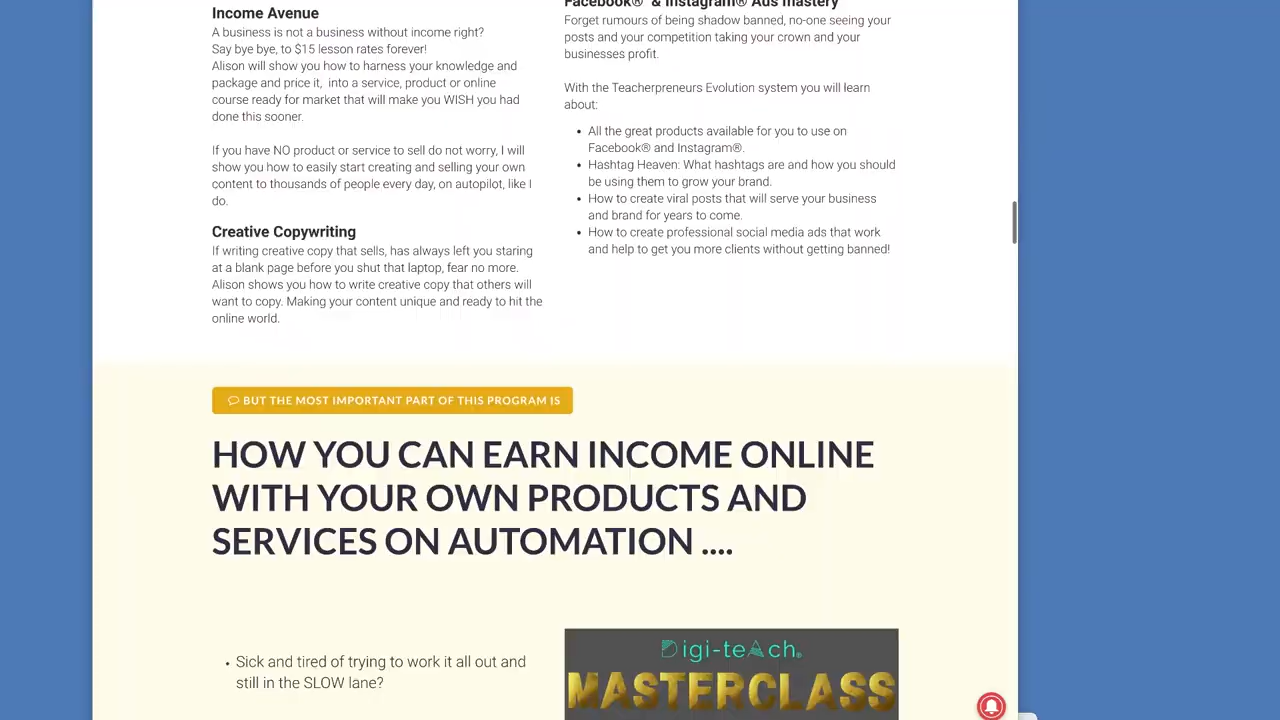 Income Avenue
A business is not a business without income right?
Say bye bye, to $15 lesson rates forever!
Alison will show you how to harness your knowledge and
package and price it,  into a service, product or online
course ready for market that will make you WISH you had
done this sooner.
If you have NO product or service to sell do not worry, I will
show you how to easily start creating and selling your own
content to thousands of people every day, on autopilot, like I
do.
Creative Copywriting
If writing creative copy that sells, has always left you staring
at a blank page before you shut that laptop, fear no more.
Alison shows you how to write creative copy that others will
want to copy. Making your content unique and ready to hit the
online world.
Facebook®  & Instagram® Ads mastery
Forget rumours of being shadow banned, no-one seeing your
posts and your competition taking your crown and your
businesses profit.
With the Teacherpreneurs Evolution system you will learn
about:
• All the great products available for you to use on
Facebook® and Instagram®.
• Hashtag Heaven: What hashtags are and how you should
be using them to grow your brand.
• How to create viral posts that will serve your business
and brand for years to come.
• How to create professional social media ads that work
and help to get you more clients without getting banned!
BUT THE MOST IMPORTANT PART OF THIS PROGRAM IS
HOW YOU CAN EARN INCOME ONLINE
WITH YOUR OWN PRODUCTS AND
SERVICES ON AUTOMATION ....
• Sick and tired of trying to work it all out and
still in the SLOW lane?
Digi-teAch®
MASTERCLASS